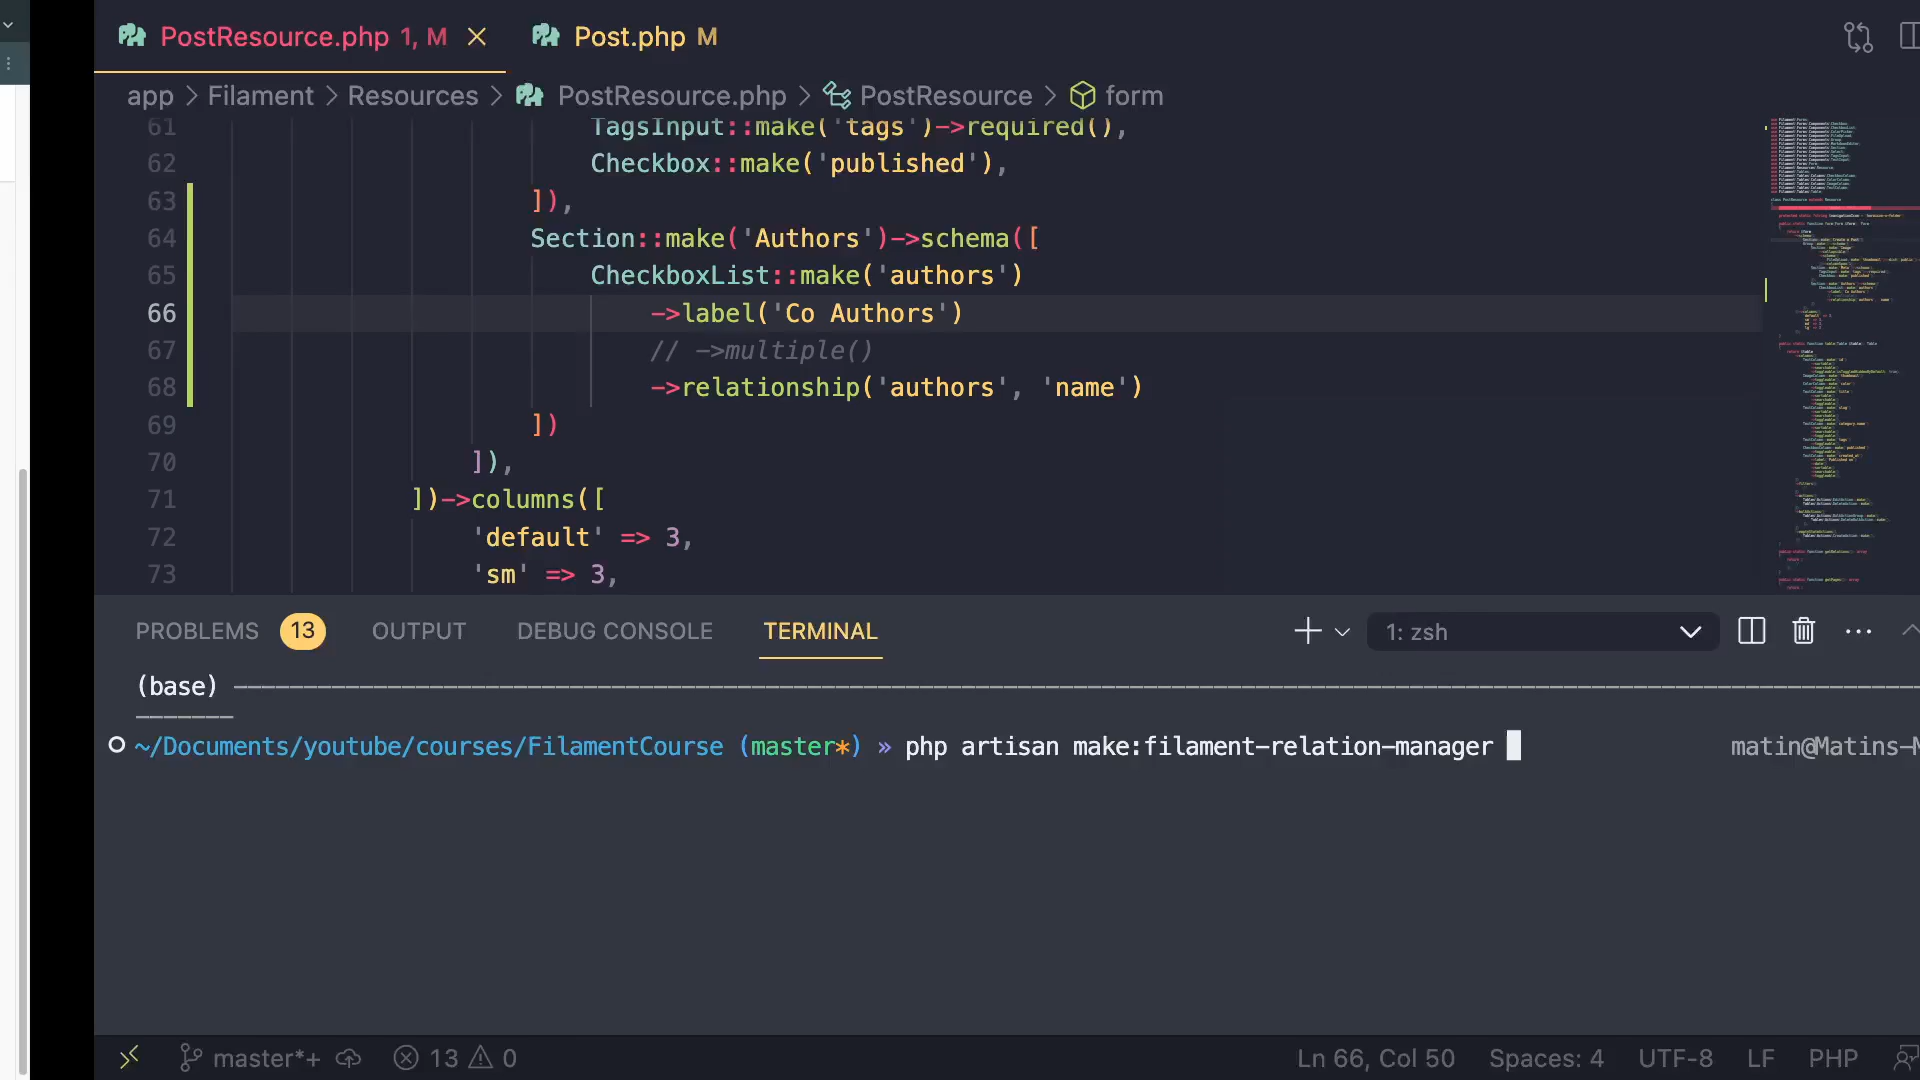 PostResource.php 1, M
Post.php M
app > Filament > Resources > PostResource.php > PostResource > form
61 TagsInput::make('tags')->required(),
62 Checkbox::make('published'),
63 ]),
64 Section::make('Authors')->schema([
65 CheckboxList::make('authors')
66 ->label('Co Authors')
67 // ->multiple()
68 ->relationship('authors', 'name')
69 ])
70 ]),
71 ])->columns([
72 'default' => 3,
73 'sm' => 3,
PROBLEMS 13 OUTPUT DEBUG CONSOLE TERMINAL 1: zsh
(base)
~/Documents/youtube/courses/FilamentCourse (master*) » php artisan make:filament-relation-manager matin@Matins-M
master*+ 13 0 Ln 66, Col 50 Spaces: 4 UTF-8 LF PHP